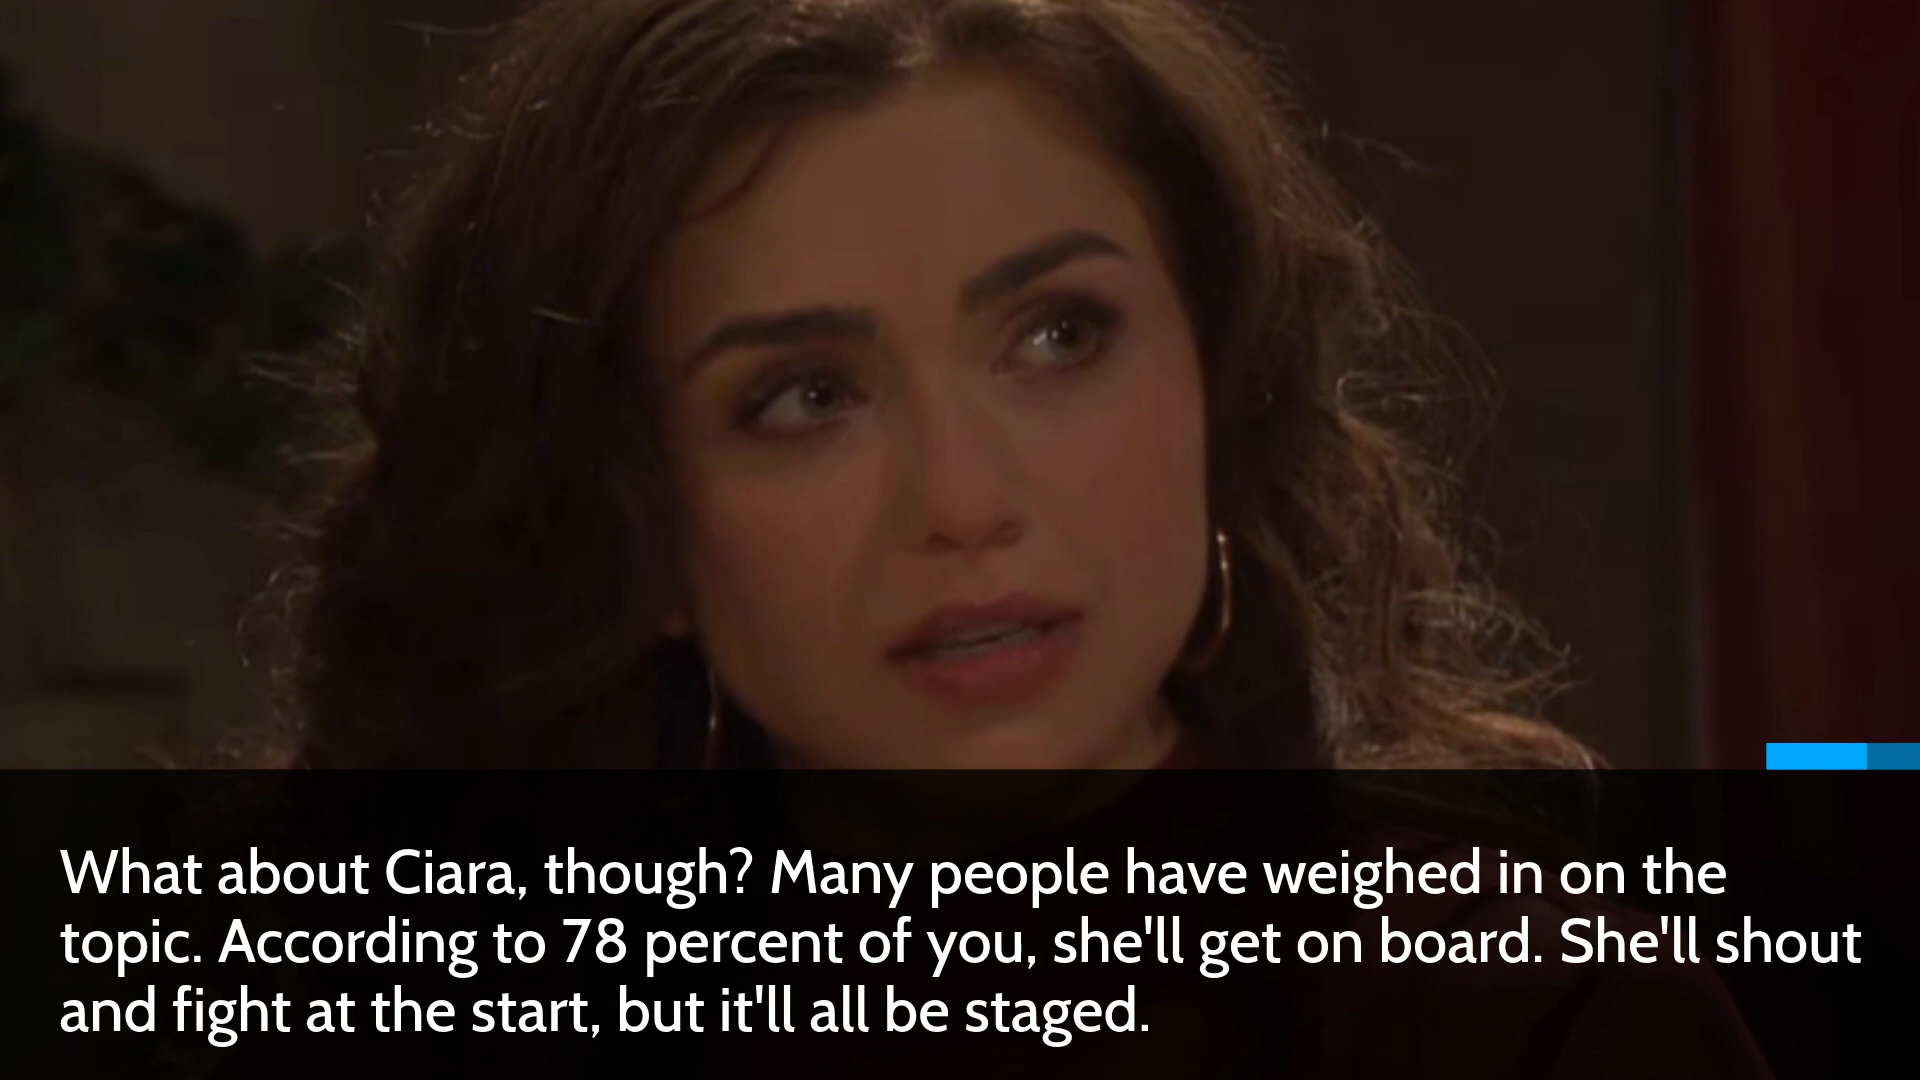 What about Ciara, though? Many people have weighed in on the
topic. According to 78 percent of you, she'll get on board. She'll shout
and fight at the start, but it'll all be staged.